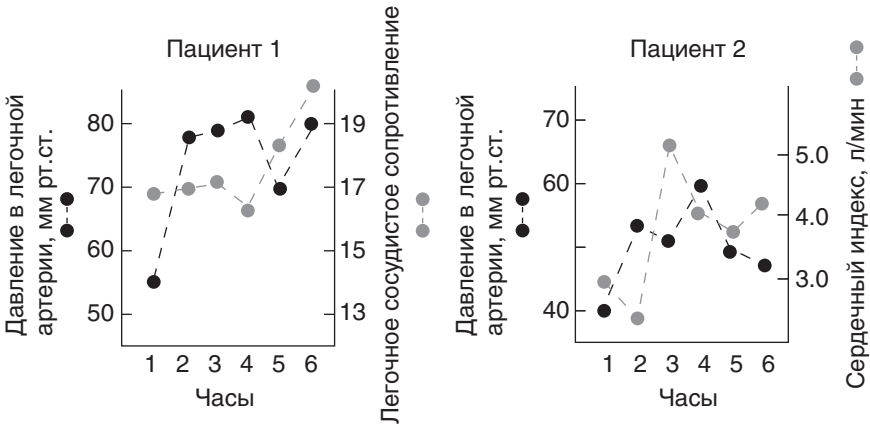 Пациент 1
Давление в легочной
артерии, мм рт.ст.
80
70
60
50
19
17
15
13
Легочное сосудистое сопротивление
1 2 3 4 5 6
Часы
Пациент 2
Давление в легочной
артерии, мм рт.ст.
70
60
40
5.0
4.0
3.0
Сердечный индекс, л/мин
1 2 3 4 5 6
Часы